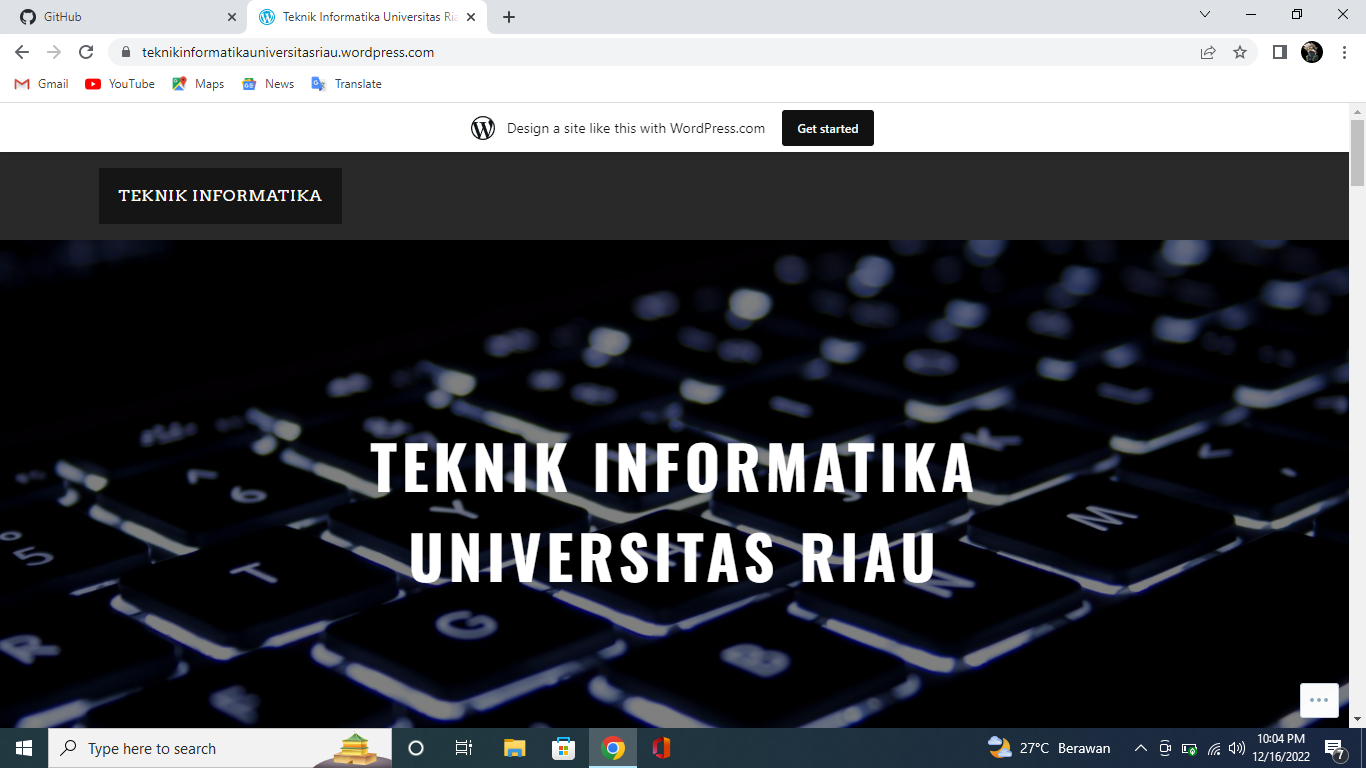 GitHub
Teknik Informatika Universitas Ria
teknikinformatikauniversitasriau.wordpress.com
Gmail
YouTube
Maps
News
Translate
Design a site like this with WordPress.com
Get started
TEKNIK INFORMATIKA
TEKNIK INFORMATIKA
UNIVERSITAS RIAU
Type here to search
27°C Berawan
10:04 PM
12/16/2022
7